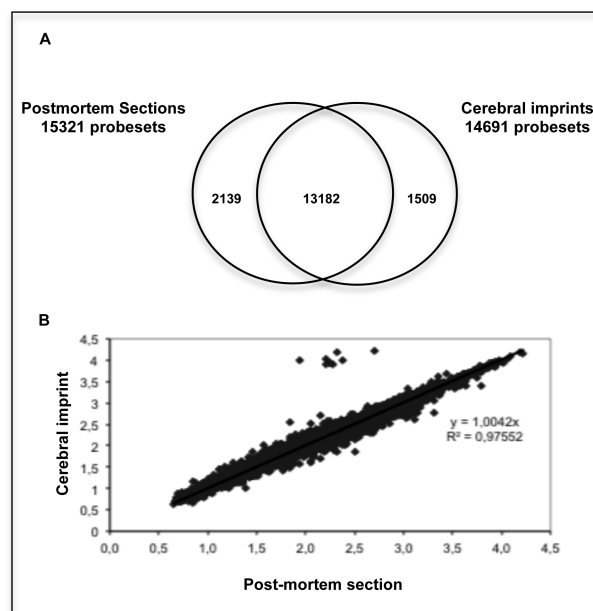 A
Postmortem Sections
15321 probesets
Cerebral imprints
14691 probesets
2139
13182
1509
B
4,5
4
3,5
3
2,5
2
1,5
1
0,5
0
Cerebral imprint
y = 1,0042x
R² = 0,97552
0,0 0,5 1,0 1,5 2,0 2,5 3,0 3,5 4,0 4,5
Post-mortem section